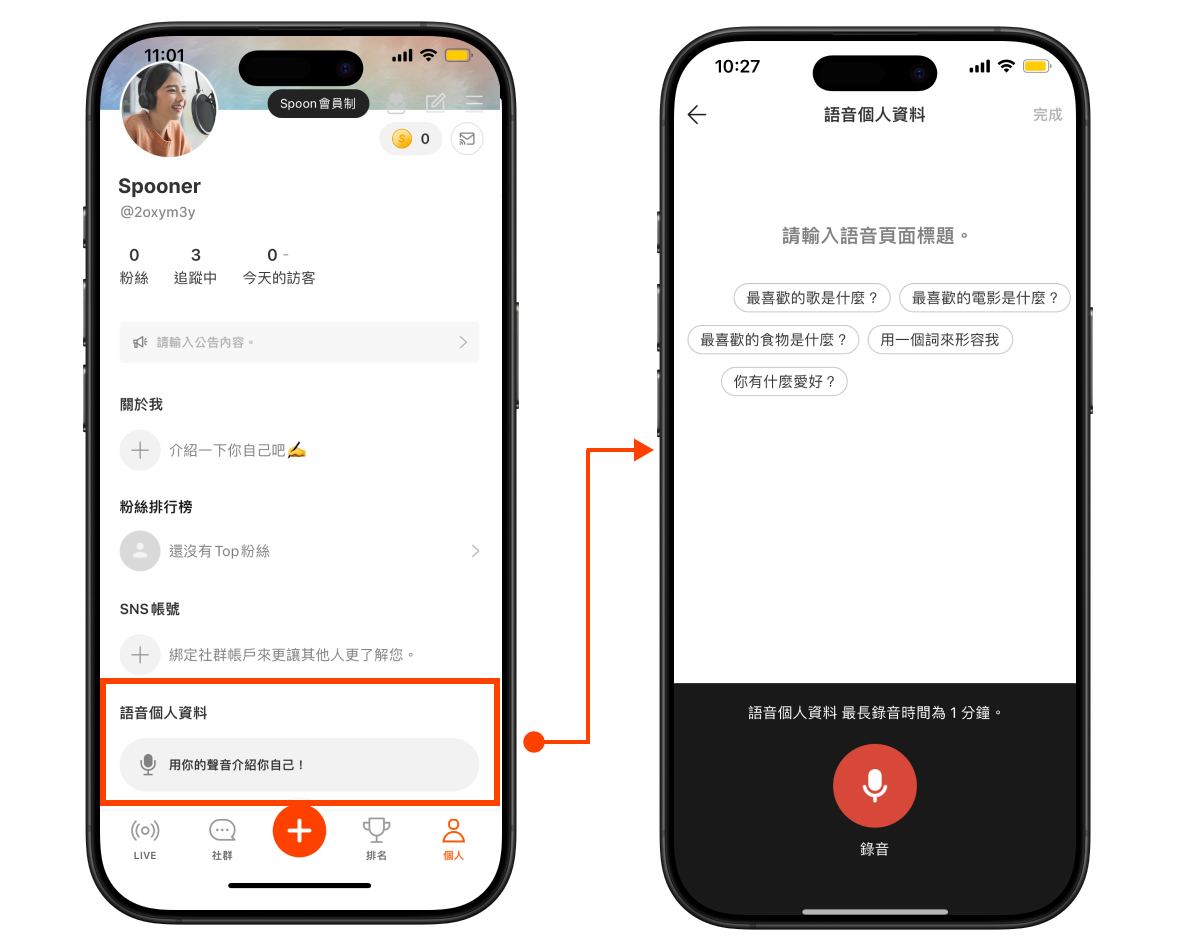 11:01
Spoon會員制
0
Spooner
@2oxym3y
0 3 0 -
粉絲 追蹤中 今天的訪客
請輸入公告內容。
關於我
介紹一下你自己吧✍️
粉絲排行榜
還沒有Top粉絲
SNS帳號
綁定社群帳戶來更讓其他人更了解您。
語音個人資料
用你的聲音介紹你自己！
LIVE 社群 排名 個人
10:27
語音個人資料 完成
請輸入語音頁面標題。
最喜歡的歌是什麼？ 最喜歡的電影是什麼？
最喜歡的食物是什麼？ 用一個詞來形容我
你有什麼愛好？
語音個人資料 最長錄音時間為 1 分鐘。
錄音